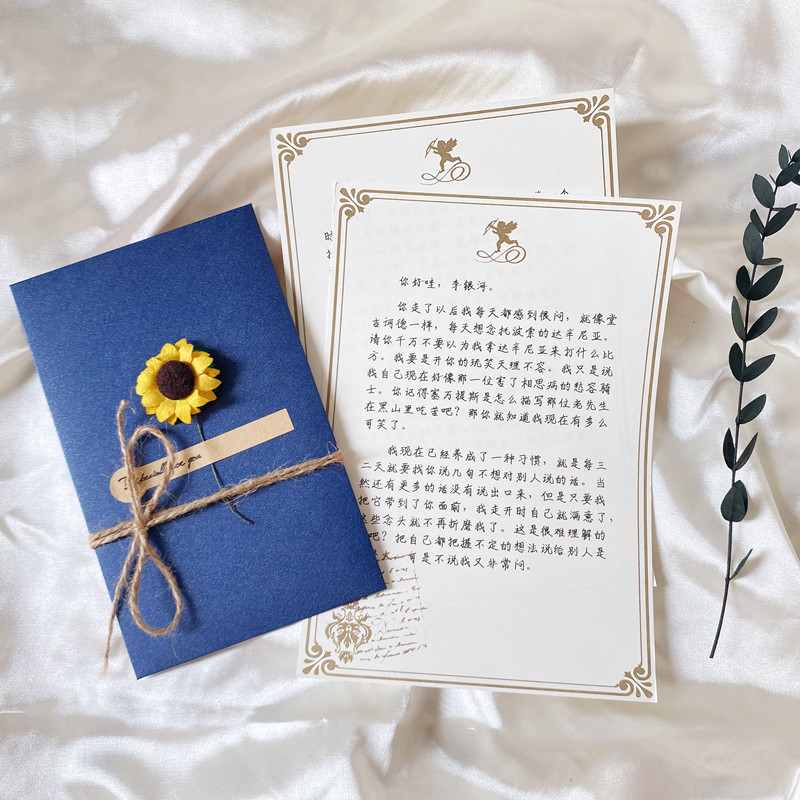 你好哇，李银河。
你走了以后我每天都感到很闷，就像堂
吉诃德一样，每天想念托波索的达辛尼亚。
请你千万不要以为我拿达辛尼亚来打什么比
方。我要是开你的玩笑天理不容。我只是说
我自己现在好像那一位害了相思病的愁容骑
士。你记得塞万提斯是怎么描写那位老先生
在黑山里吃苦吧？那你就知道我现在有多么
可笑了。
我现在已经养成了一种习惯，就是每三
二天就要找你说几句不想对别人说的话。当
然还有更多的话没有说出口来，但是只要我
把它带到了你面前，我走开时自己就满意了，
这些念头就不再折磨我了。这是很难理解的
吧？把自己都把握不定的想法说给别人是
有是不说我又非常闷。
for you